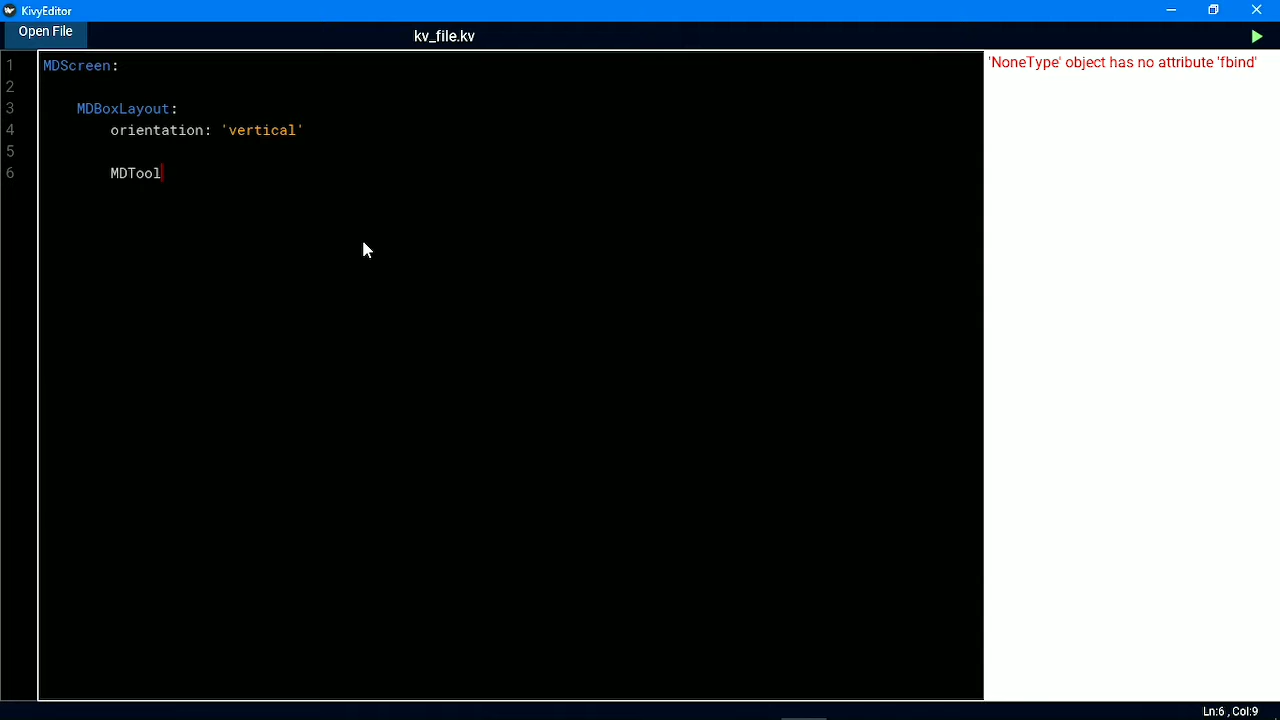 KivyEditor
Open File
kv_file.kv
1 MDScreen:
2
3 MDBoxLayout:
4 orientation: 'vertical'
5
6 MDTool
'NoneType' object has no attribute 'fbind'
Ln:6 , Col:9